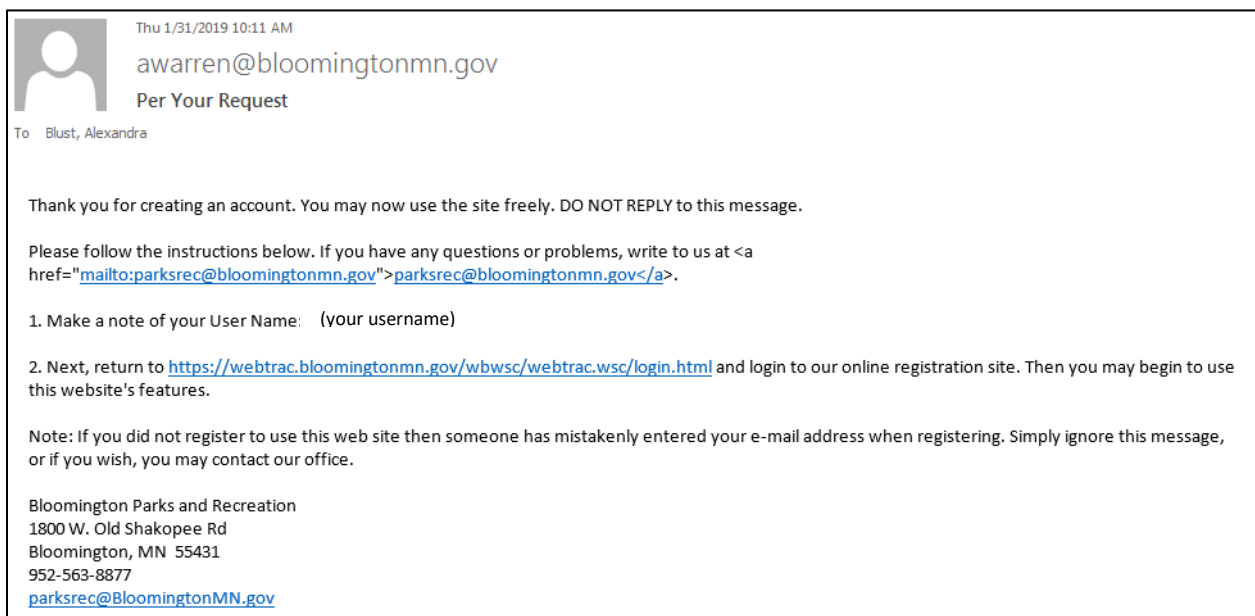 Thu 1/31/2019 10:11 AM
awarren@bloomingtonmn.gov
Per Your Request
To Blust, Alexandra
Thank you for creating an account. You may now use the site freely. DO NOT REPLY to this message.
Please follow the instructions below. If you have any questions or problems, write to us at <a
href="mailto:parksrec@bloomingtonmn.gov">parksrec@bloomingtonmn.gov</a>.
1. Make a note of your User Name: (your username)
2. Next, return to https://webtrac.bloomingtonmn.gov/wbwsc/webtrac.wsc/login.html and login to our online registration site. Then you may begin to use
this website's features.
Note: If you did not register to use this web site then someone has mistakenly entered your e-mail address when registering. Simply ignore this message,
or if you wish, you may contact our office.
Bloomington Parks and Recreation
1800 W. Old Shakopee Rd
Bloomington, MN 55431
952-563-8877
parksrec@BloomingtonMN.gov